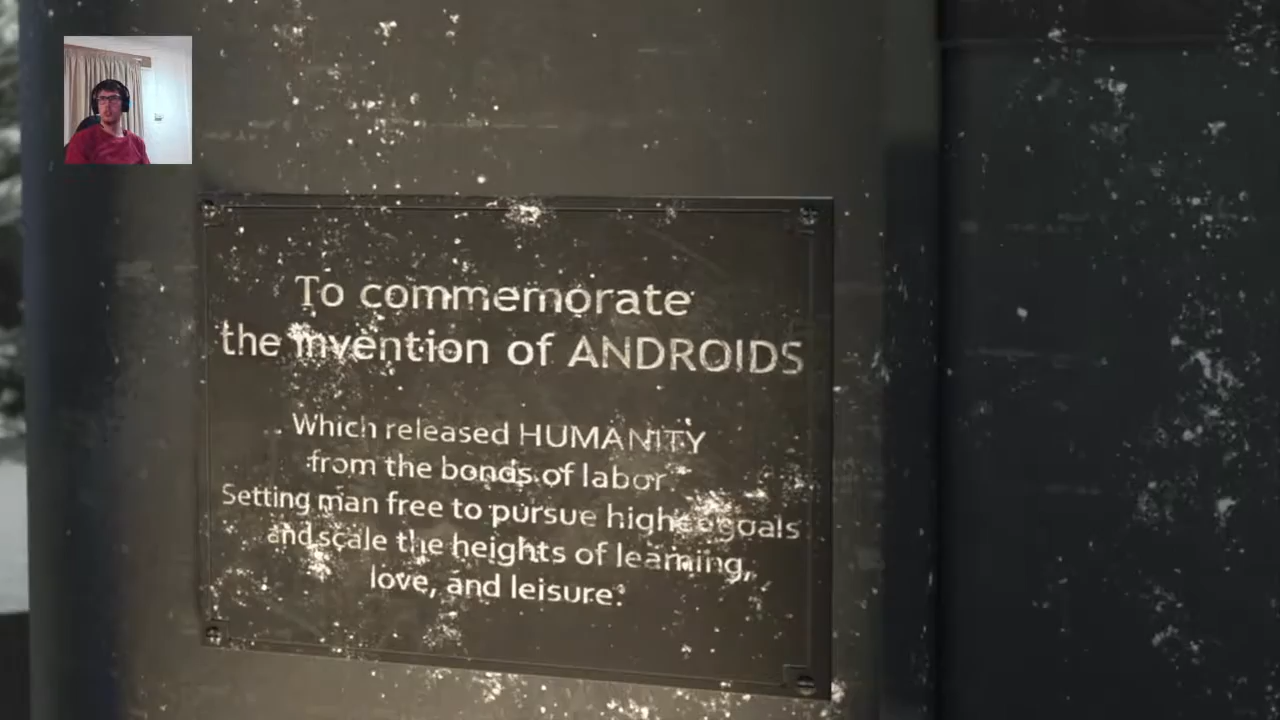 To commemorate
the invention of ANDROIDS
Which released HUMANITY
from the bonds of labor
Setting man free to pursue higher goals
and scale the heights of learning,
love, and leisure.